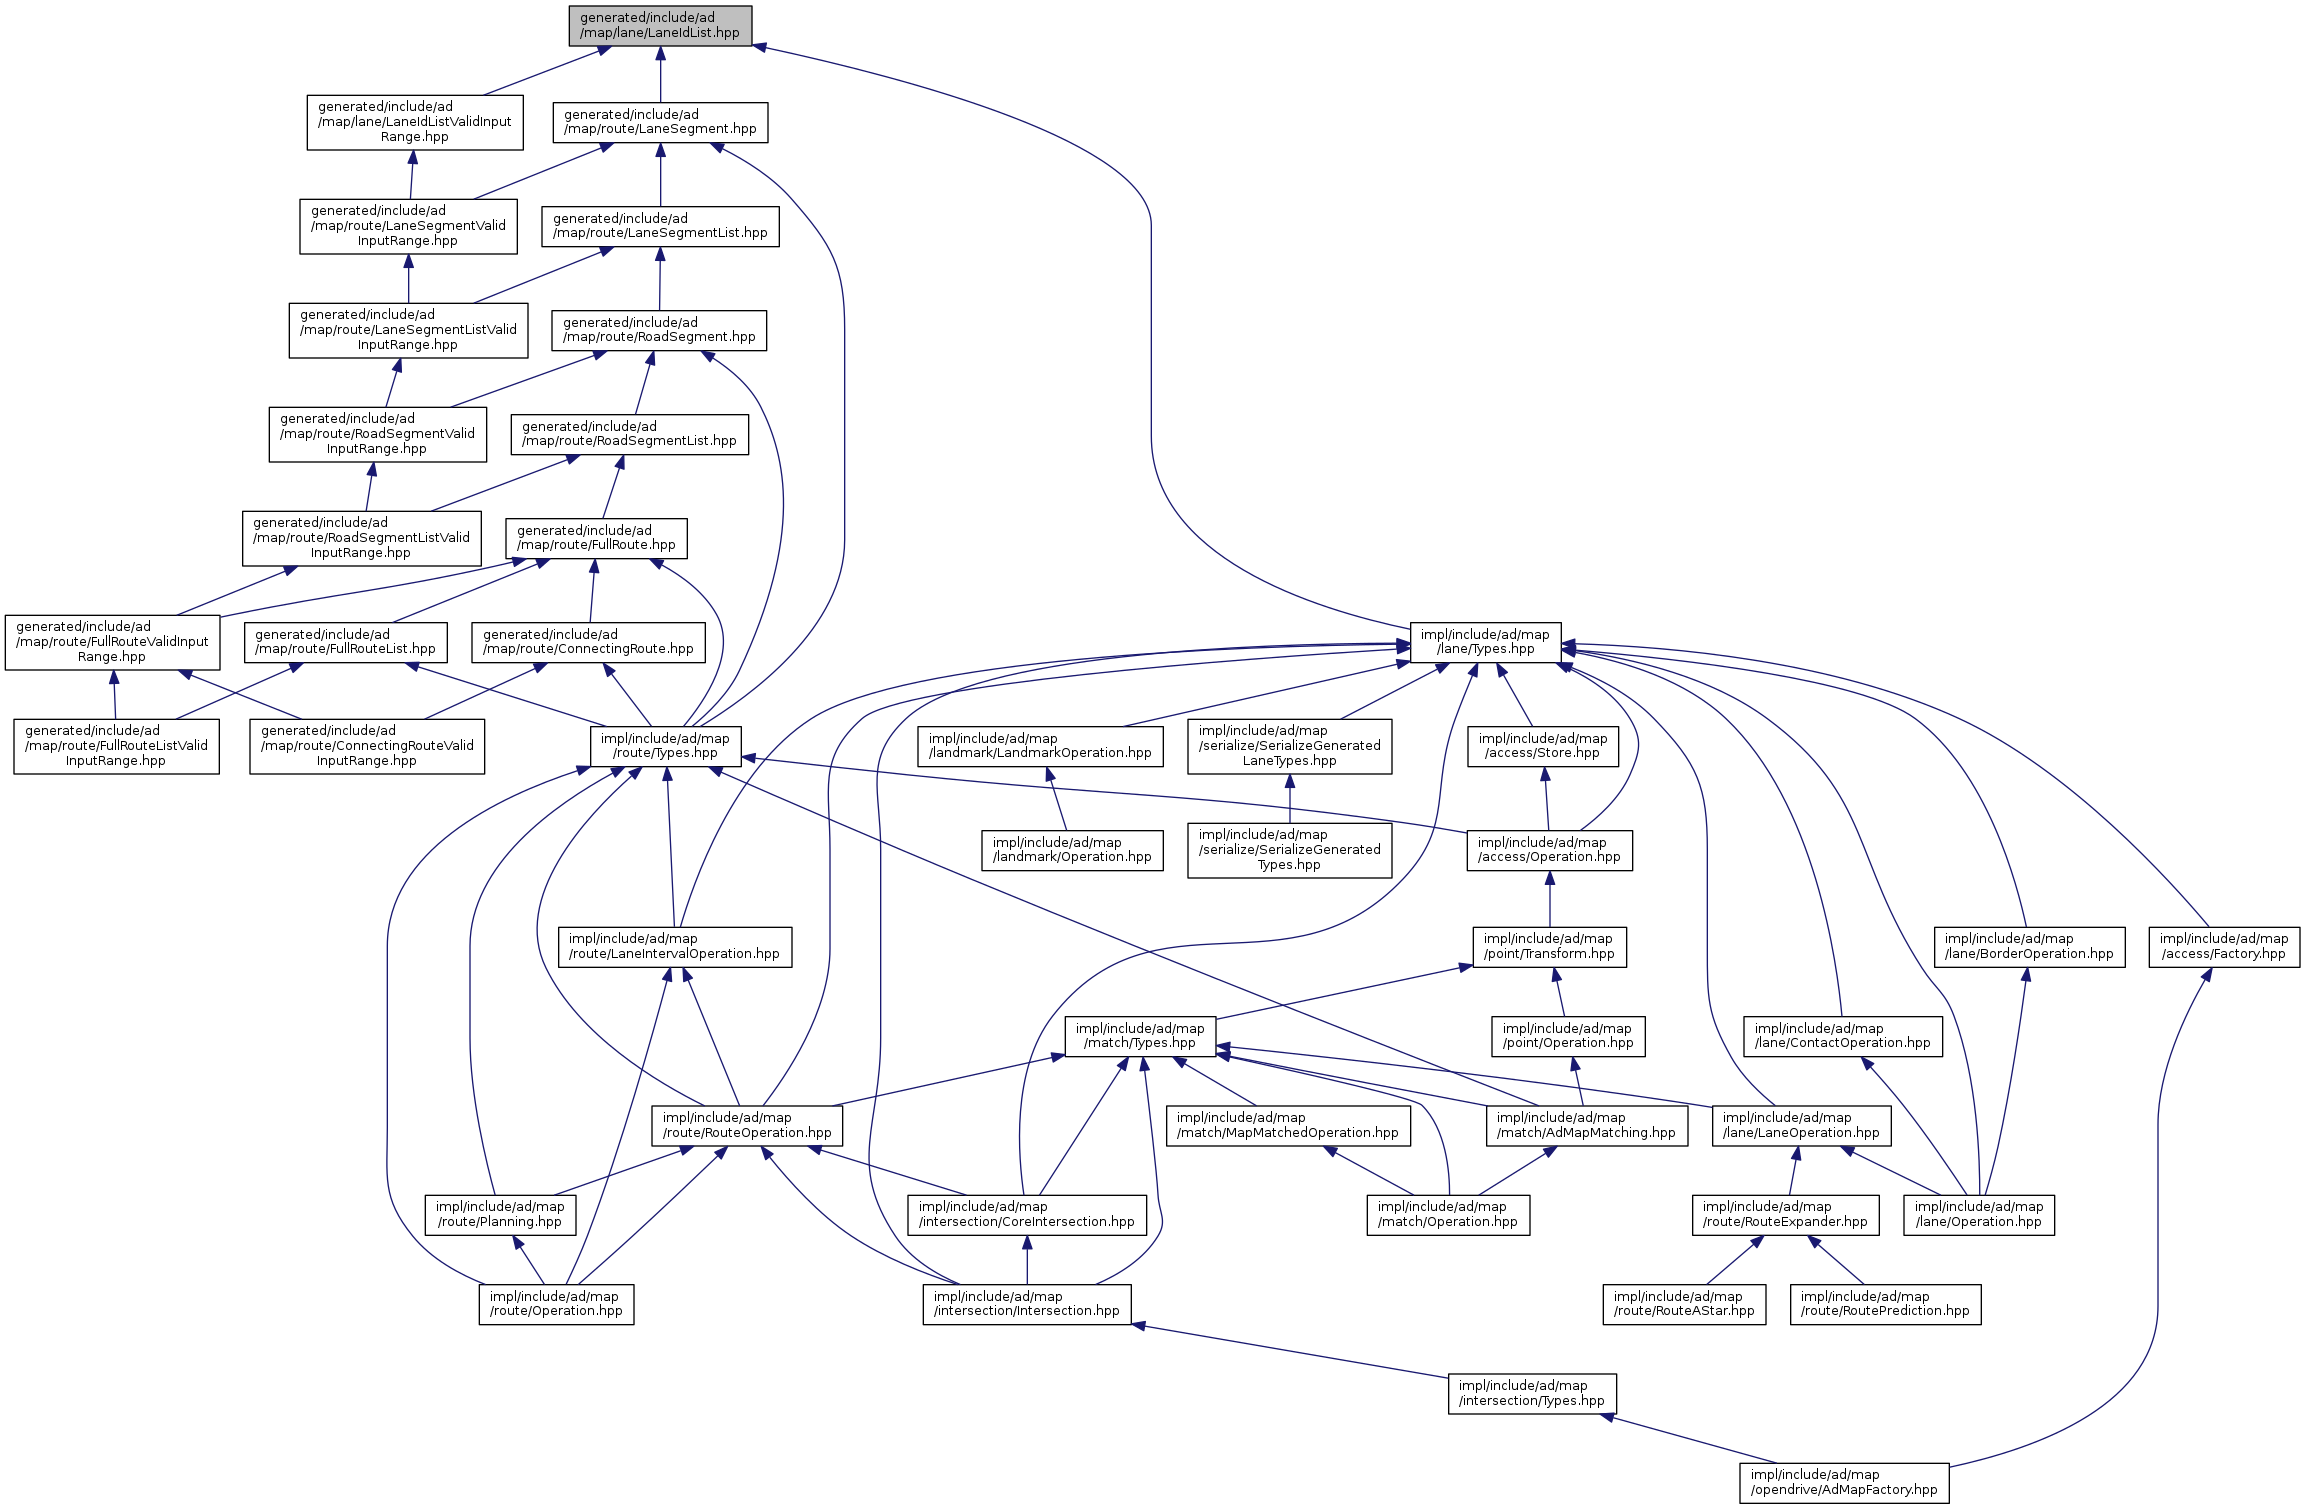 generated/include/ad
/map/lane/LaneIdList.hpp
generated/include/ad
/map/lane/LaneIdListValidInput
Range.hpp
generated/include/ad
/map/route/LaneSegment.hpp
generated/include/ad
/map/route/LaneSegmentValid
InputRange.hpp
generated/include/ad
/map/route/LaneSegmentList.hpp
generated/include/ad
/map/route/LaneSegmentListValid
InputRange.hpp
generated/include/ad
/map/route/RoadSegment.hpp
generated/include/ad
/map/route/RoadSegmentValid
InputRange.hpp
generated/include/ad
/map/route/RoadSegmentList.hpp
generated/include/ad
/map/route/RoadSegmentListValid
InputRange.hpp
generated/include/ad
/map/route/FullRoute.hpp
generated/include/ad
/map/route/FullRouteValidInput
Range.hpp
generated/include/ad
/map/route/FullRouteList.hpp
generated/include/ad
/map/route/ConnectingRoute.hpp
impl/include/ad/map
/lane/Types.hpp
generated/include/ad
/map/route/FullRouteListValid
InputRange.hpp
generated/include/ad
/map/route/ConnectingRouteValid
InputRange.hpp
impl/include/ad/map
/route/Types.hpp
impl/include/ad/map
/landmark/LandmarkOperation.hpp
impl/include/ad/map
/serialize/SerializeGenerated
LaneTypes.hpp
impl/include/ad/map
/access/Store.hpp
impl/include/ad/map
/landmark/Operation.hpp
impl/include/ad/map
/serialize/SerializeGenerated
Types.hpp
impl/include/ad/map
/access/Operation.hpp
impl/include/ad/map
/route/LaneIntervalOperation.hpp
impl/include/ad/map
/point/Transform.hpp
impl/include/ad/map
/lane/BorderOperation.hpp
impl/include/ad/map
/access/Factory.hpp
impl/include/ad/map
/match/Types.hpp
impl/include/ad/map
/point/Operation.hpp
impl/include/ad/map
/lane/ContactOperation.hpp
impl/include/ad/map
/route/RouteOperation.hpp
impl/include/ad/map
/match/MapMatchedOperation.hpp
impl/include/ad/map
/match/AdMapMatching.hpp
impl/include/ad/map
/lane/LaneOperation.hpp
impl/include/ad/map
/route/Planning.hpp
impl/include/ad/map
/intersection/CoreIntersection.hpp
impl/include/ad/map
/match/Operation.hpp
impl/include/ad/map
/route/RouteExpander.hpp
impl/include/ad/map
/lane/Operation.hpp
impl/include/ad/map
/route/Operation.hpp
impl/include/ad/map
/intersection/Intersection.hpp
impl/include/ad/map
/route/RouteAStar.hpp
impl/include/ad/map
/route/RoutePrediction.hpp
impl/include/ad/map
/intersection/Types.hpp
impl/include/ad/map
/opendrive/AdMapFactory.hpp